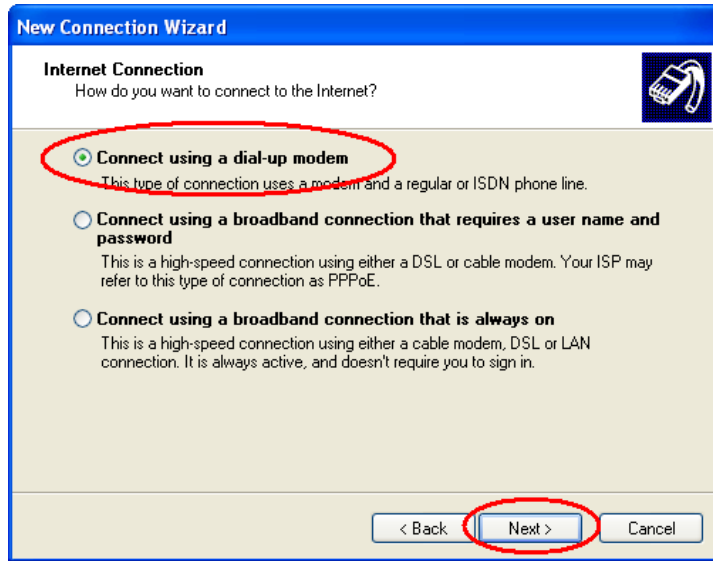 New Connection Wizard
Internet Connection
How do you want to connect to the Internet?
Connect using a dial-up modem
This type of connection uses a modem and a regular or ISDN phone line.
Connect using a broadband connection that requires a user name and
password
This is a high-speed connection using either a DSL or cable modem. Your ISP may
refer to this type of connection as PPPoE.
Connect using a broadband connection that is always on
This is a high-speed connection using either a cable modem, DSL or LAN
connection. It is always active, and doesn't require you to sign in.
< Back Next > Cancel